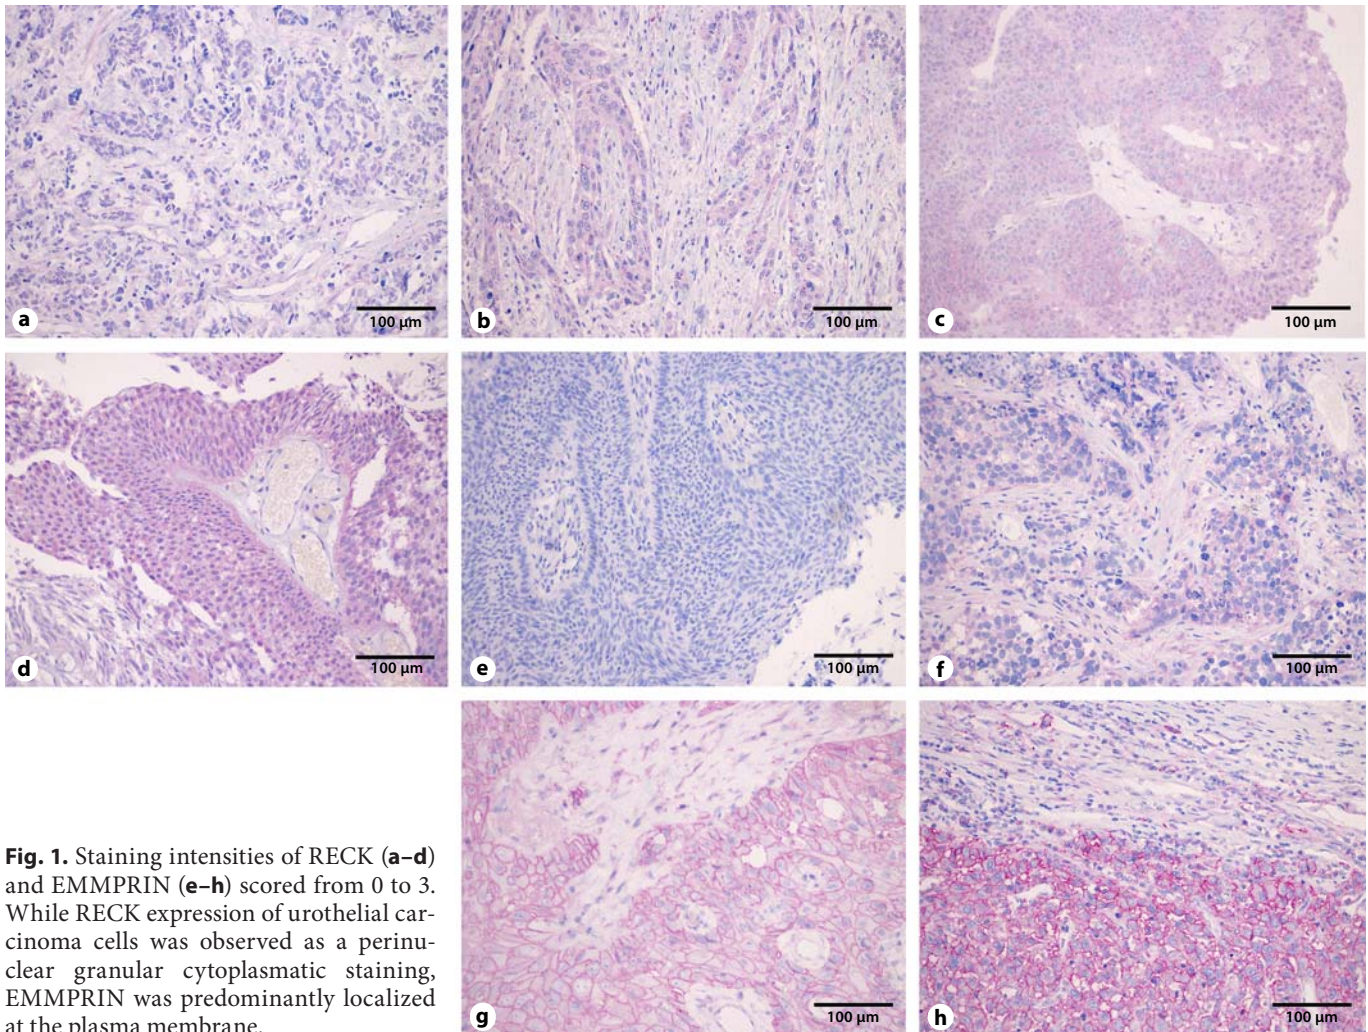 100 µm
a
100 µm
b
100 µm
c
100 µm
d
100 µm
e
100 µm
f
Fig. 1. Staining intensities of RECK (a–d)
and EMMPRIN (e–h) scored from 0 to 3.
While RECK expression of urothelial car-
cinoma cells was observed as a perinu-
clear granular cytoplasmatic staining,
EMMPRIN was predominantly localized
at the plasma membrane.
100 µm
g
100 µm
h